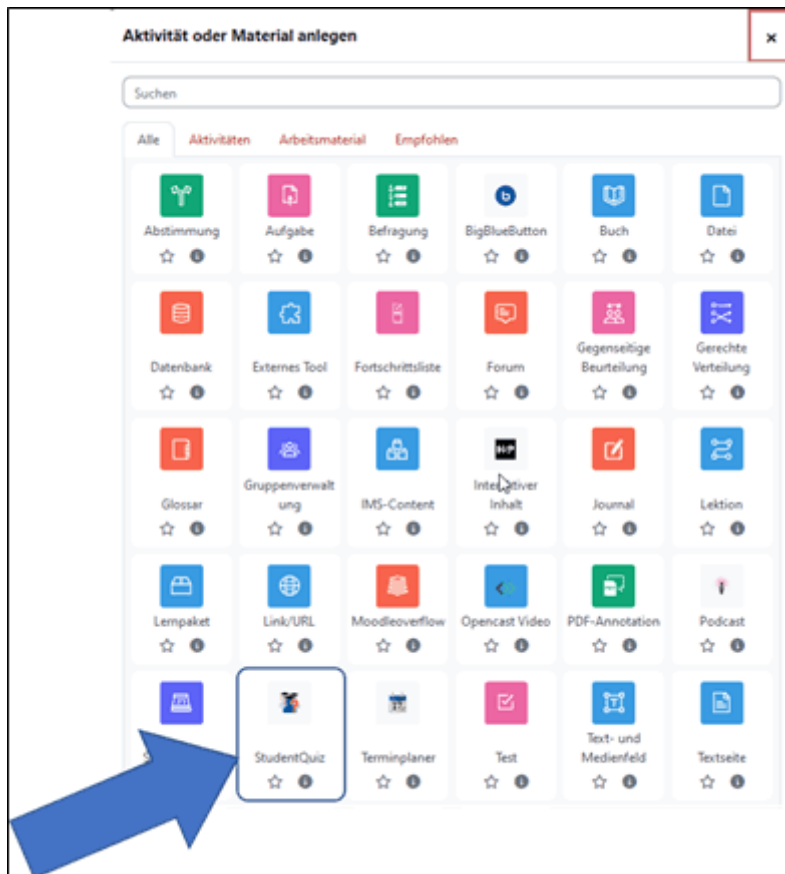 Aktivität oder Material anlegen
×
Suchen
Alle Aktivitäten Arbeitsmaterial Empfohlen
Abstimmung Aufgabe Befragung BigBlueButton Buch Datei
Datenbank Externes Tool Fortschrittsliste Forum Gegenseitige Beurteilung Gerechte Verteilung
Glossar Gruppenverwalt
ung IMS-Content Interaktiver Inhalt Journal Lektion
Lernpaket Link/URL Moodleoverflow Opencast Video PDF-Annotation Podcast
StudentQuiz Terminplaner Test Text- und Medienfeld Textseite